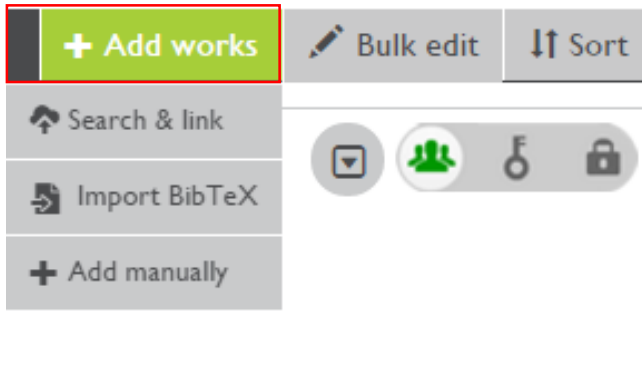 Add works Bulk edit Sort
Search & link
Import BibTeX
Add manually